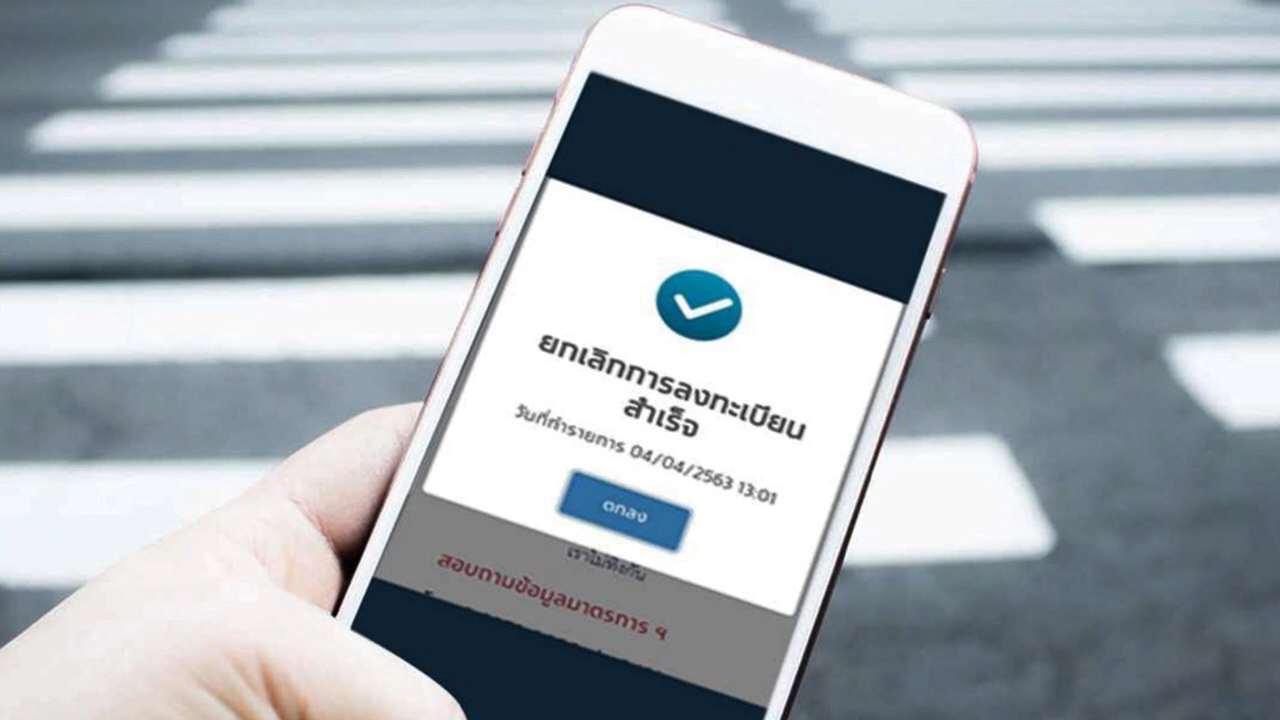 ยกเลิกการลงทะเบียน
สำเร็จ
วันที่ทำรายการ 04/04/2563 13:01
ตกลง
เราไม่ทิ้งกัน
สอบถามข้อมูลมาตรการ ฯ